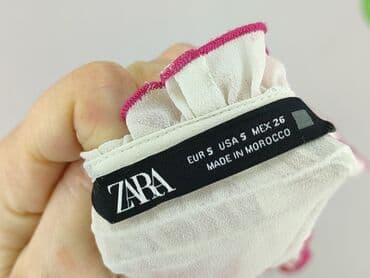 ZARA
EUR S USA S MEX 26
MADE IN MOROCCO